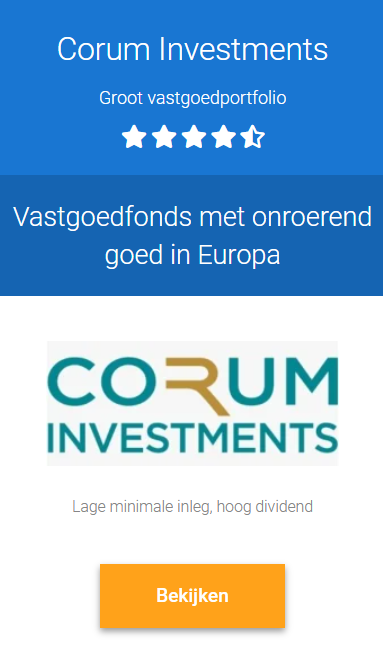 Corum Investments
Groot vastgoedportfolio
Vastgoedfonds met onroerend
goed in Europa
CORUM
INVESTMENTS
Lage minimale inleg, hoog dividend
Bekijken